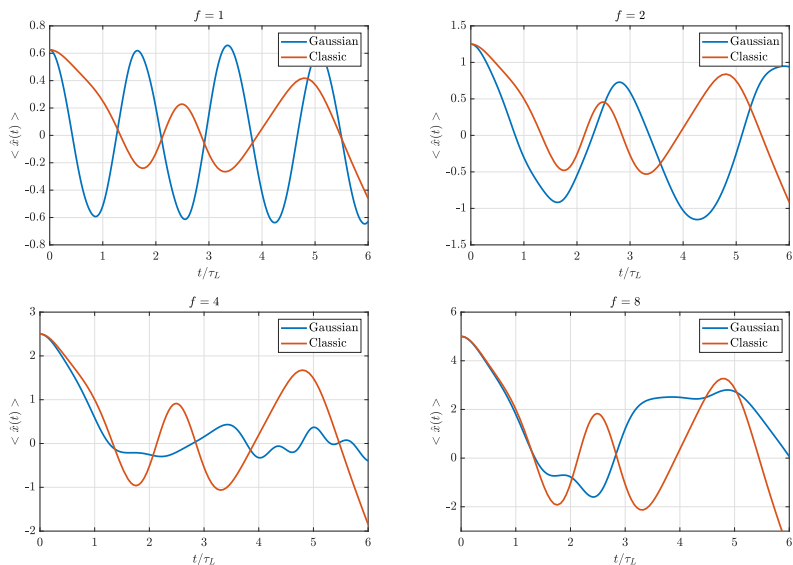 f = 1
0.8
0.6
0.4
0.2
0
-0.2
-0.4
-0.6
-0.8
< x̂(t) >
0 1 2 3 4 5 6
t/τL
Gaussian
Classic
f = 2
1.5
1
0.5
0
-0.5
-1
-1.5
< x̂(t) >
0 1 2 3 4 5 6
t/τL
Gaussian
Classic
f = 4
3
2
1
0
-1
-2
< x̂(t) >
0 1 2 3 4 5 6
t/τL
Gaussian
Classic
f = 8
6
4
2
0
-2
< x̂(t) >
0 1 2 3 4 5 6
t/τL
Gaussian
Classic